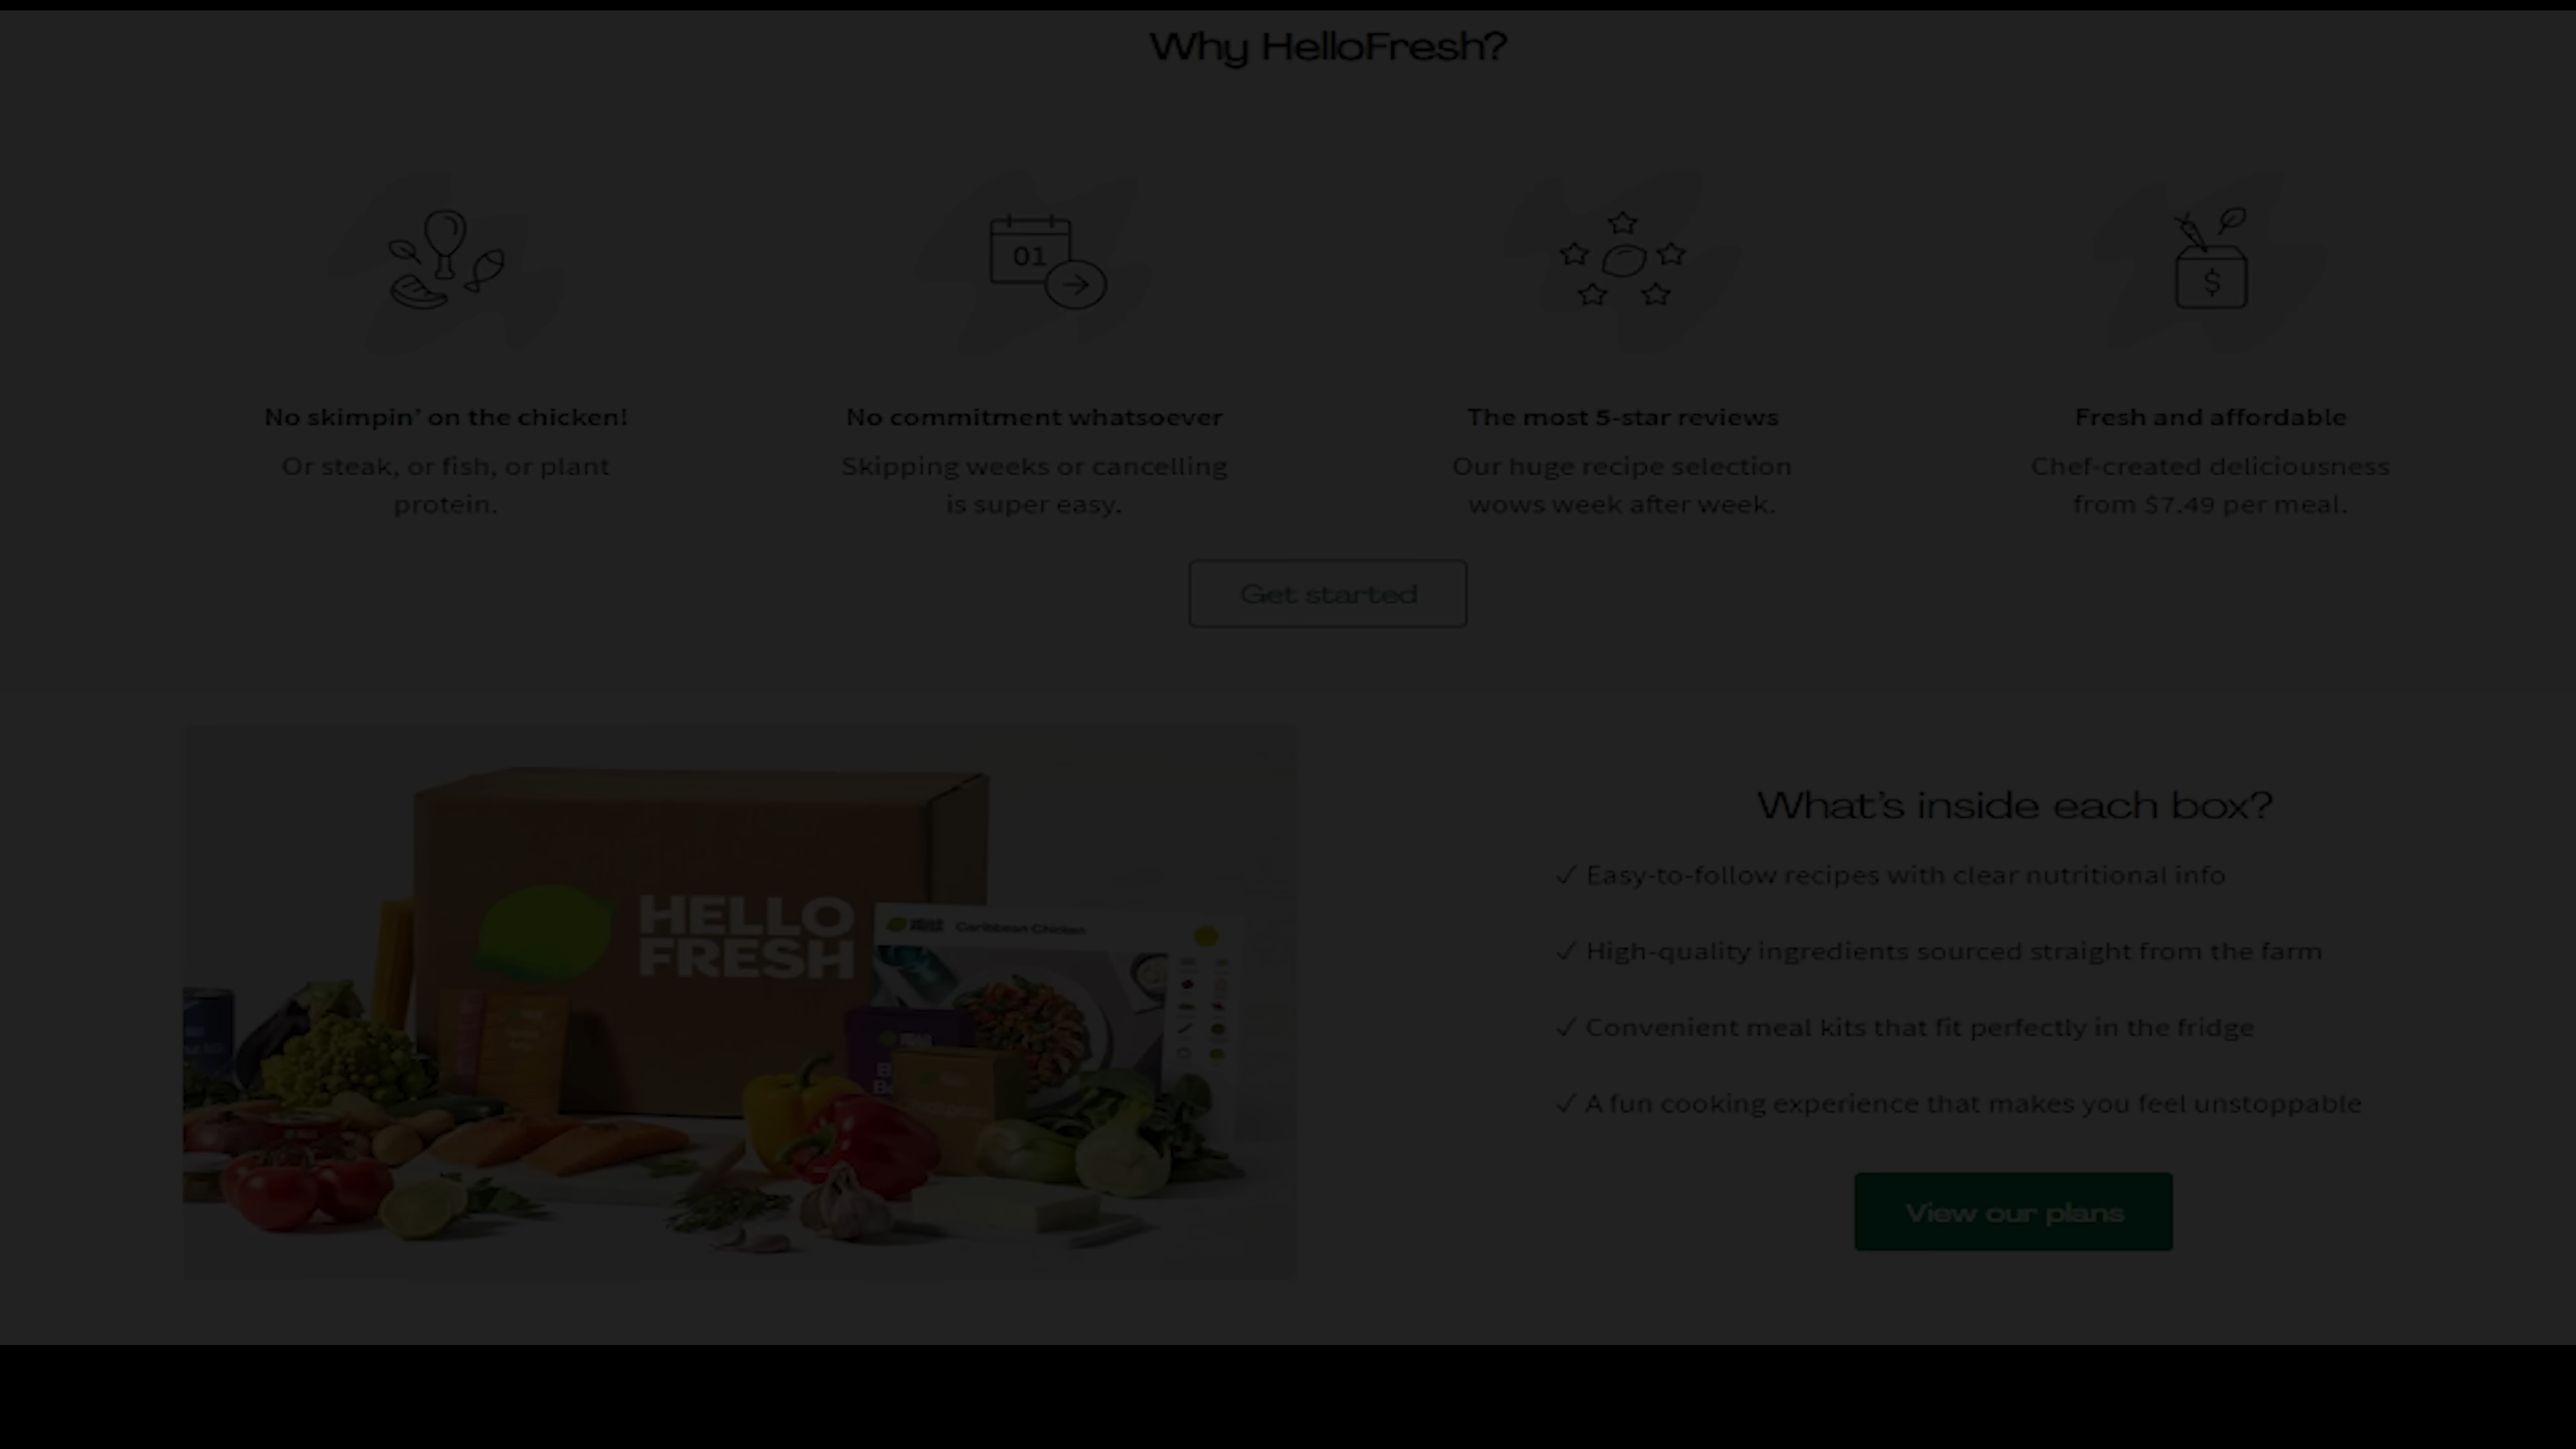 Why HelloFresh?
01
$
No skimpin’ on the chicken!
Or steak, or fish, or plant
protein.
No commitment whatsoever
Skipping weeks or cancelling
is super easy.
The most 5-star reviews
Our huge recipe selection
wows week after week.
Fresh and affordable
Chef-created deliciousness
from $7.49 per meal.
Get started
HELLO
FRESH
Caribbean Chicken
What’s inside each box?
✓ Easy-to-follow recipes with clear nutritional info
✓ High-quality ingredients sourced straight from the farm
✓ Convenient meal kits that fit perfectly in the fridge
✓ A fun cooking experience that makes you feel unstoppable
View our plans